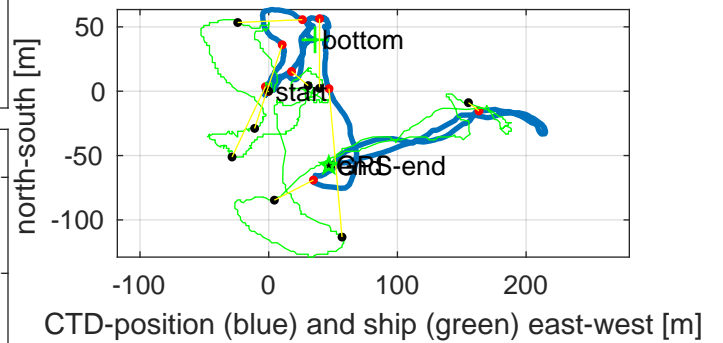 50
bottom
0
start
-50
GPS-end
end
-100
north-south [m]
-100 0 100 200
CTD-position (blue) and ship (green) east-west [m]